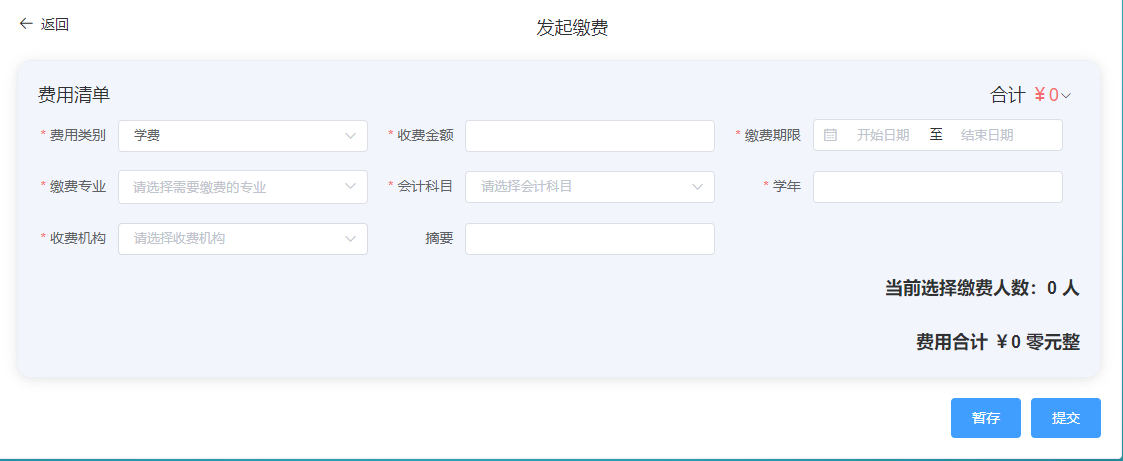 返回
发起缴费
费用清单
合计 ¥0
* 费用类别 学费
* 收费金额
* 缴费期限 开始日期 至 结束日期
* 缴费专业 请选择需要缴费的专业
* 会计科目 请选择会计科目
* 学年
* 收费机构 请选择收费机构
摘要
当前选择缴费人数：0 人
费用合计 ¥0 零元整
暂存
提交